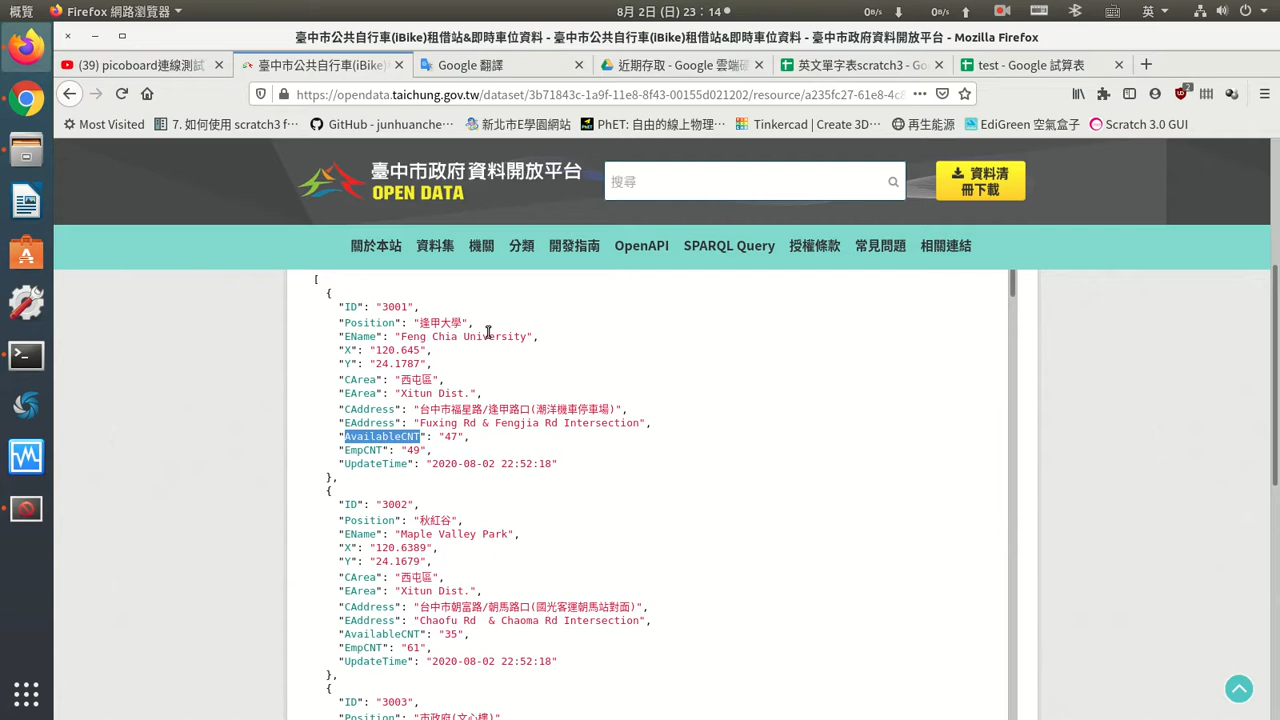 概覽 Firefox 網路瀏覽器 8月 2日(日) 23：14 0B/s 0B/s 英
臺中市公共自行車(iBike)租借站&即時車位資料 - 臺中市公共自行車(iBike)租借站&即時車位資料 - 臺中市政府資料開放平台 - Mozilla Firefox
(39) picoboard連線測試 臺中市公共自行車(iBike) Google 翻譯 近期存取 - Google 雲端硬 英文單字表scratch3 - Go test - Google 試算表
https://opendata.taichung.gov.tw/dataset/3b71843c-1a9f-11e8-8f43-00155d021202/resource/a235fc27-61e8-4c8
Most Visited 7. 如何使用 scratch3 f… GitHub - junhuanche… 新北市E學園網站 PhET: 自由的線上物理… Tinkercad | Create 3D… 再生能源 EdiGreen 空氣盒子 Scratch 3.0 GUI
臺中市政府資料開放平台
OPEN DATA
搜尋
資料清
冊下載
關於本站 資料集 機關 分類 開發指南 OpenAPI SPARQL Query 授權條款 常見問題 相關連結
[
{
"ID": "3001",
"Position": "逢甲大學",
"EName": "Feng Chia University",
"X": "120.645",
"Y": "24.1787",
"CArea": "西屯區",
"EArea": "Xitun Dist.",
"CAddress": "台中市福星路/逢甲路口(潮洋機車停車場)",
"EAddress": "Fuxing Rd & Fengjia Rd Intersection",
"AvailableCNT": "47",
"EmpCNT": "49",
"UpdateTime": "2020-08-02 22:52:18"
},
{
"ID": "3002",
"Position": "秋紅谷",
"EName": "Maple Valley Park",
"X": "120.6389",
"Y": "24.1679",
"CArea": "西屯區",
"EArea": "Xitun Dist.",
"CAddress": "台中市朝富路/朝馬路口(國光客運朝馬站對面)",
"EAddress": "Chaofu Rd  & Chaoma Rd Intersection",
"AvailableCNT": "35",
"EmpCNT": "61",
"UpdateTime": "2020-08-02 22:52:18"
},
{
"ID": "3003",
"Position": "市政府(文心樓)",